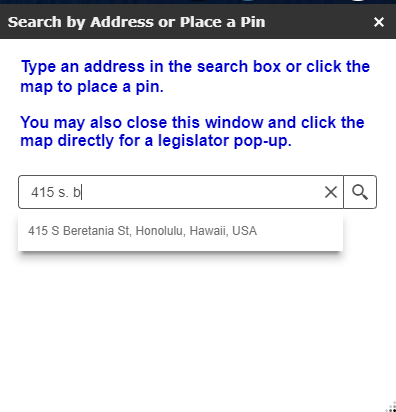 Search by Address or Place a Pin
Type an address in the search box or click the
map to place a pin.
You may also close this window and click the
map directly for a legislator pop-up.
415 s. b
415 S Beretania St, Honolulu, Hawaii, USA